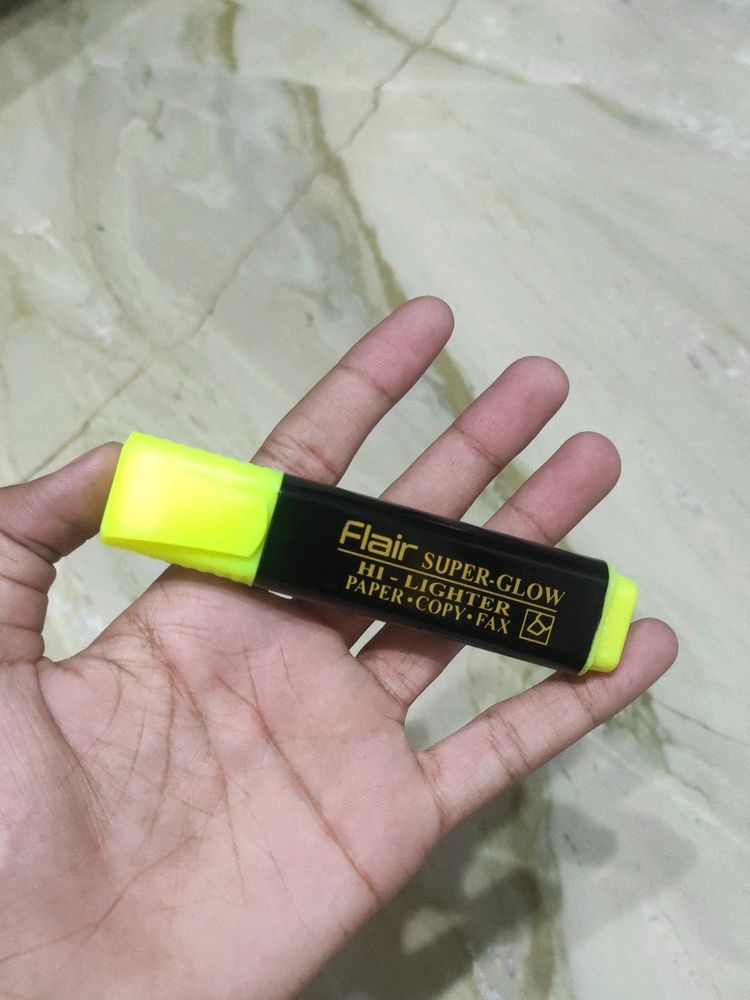 Flair SUPER-GLOW
HI - LIGHTER
PAPER • COPY • FAX